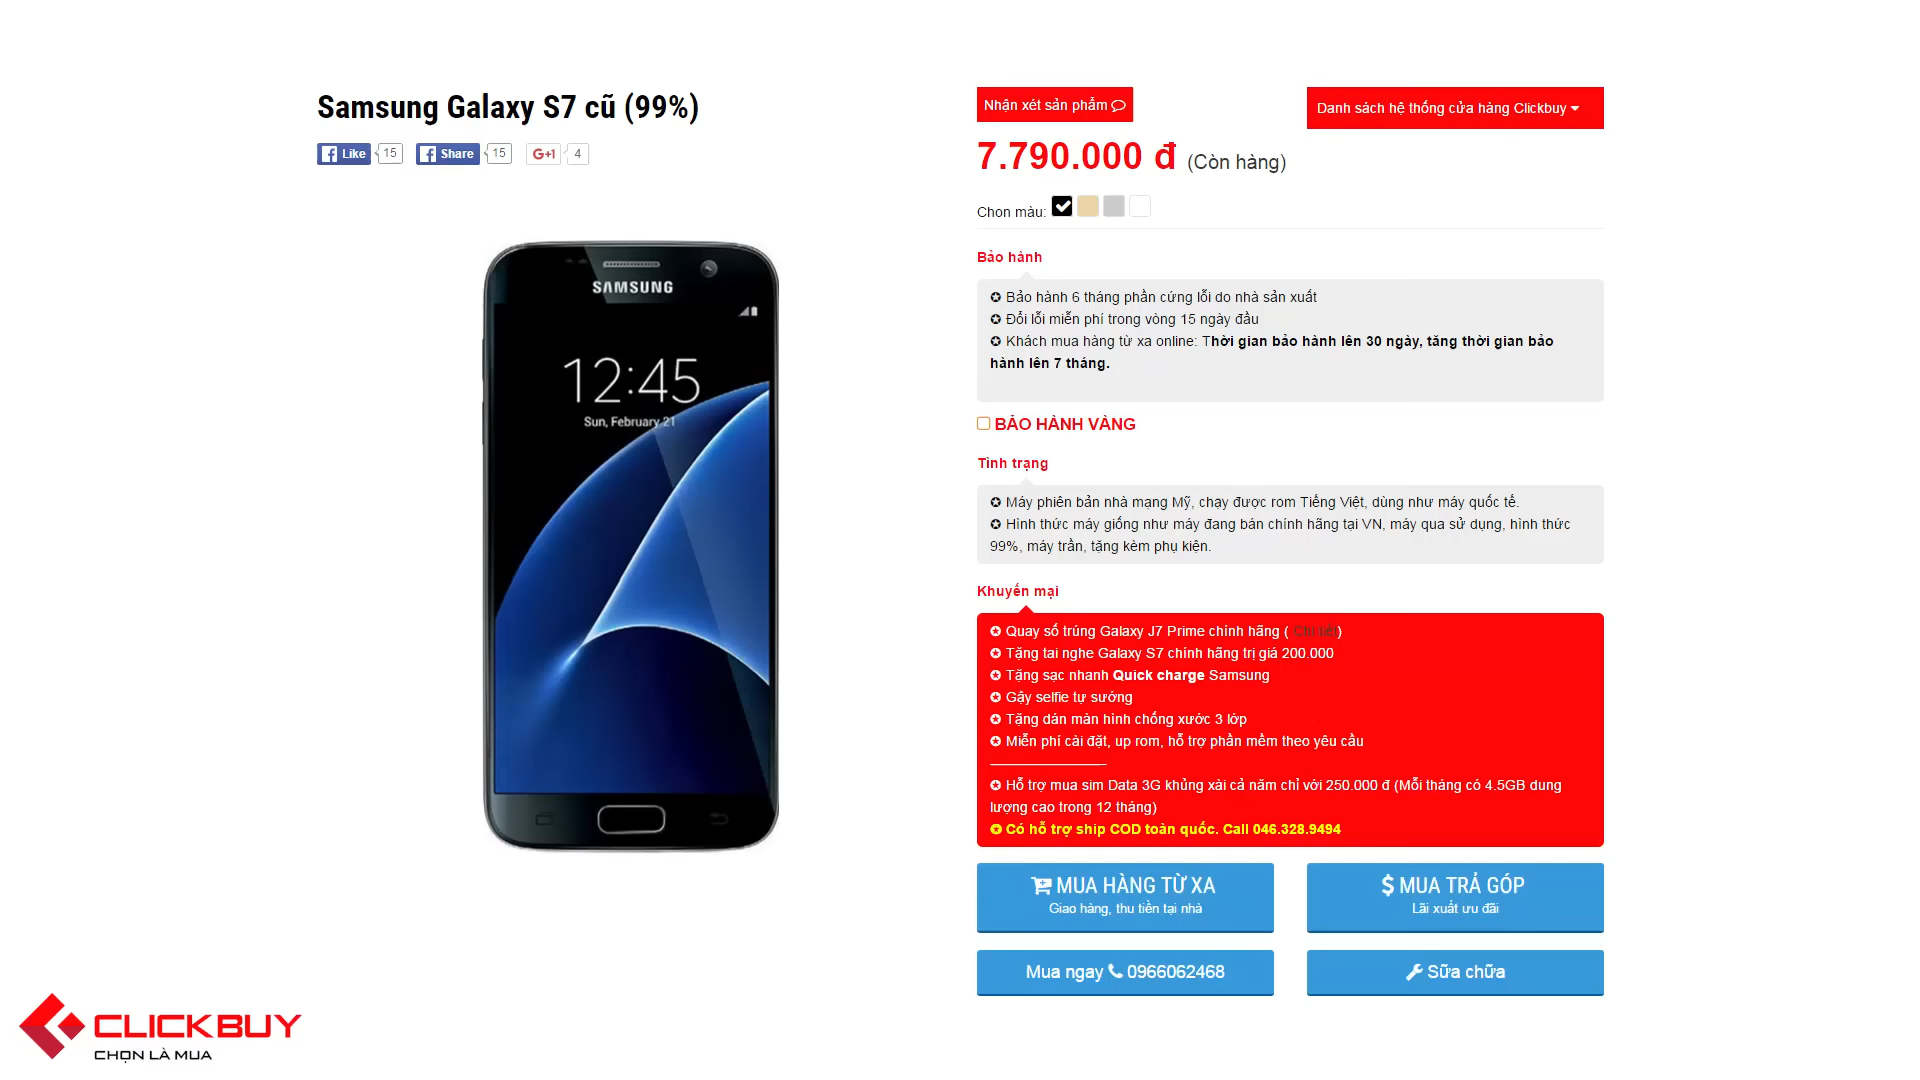 Samsung Galaxy S7 cũ (99%)
Like 15 Share 15 G+1 4
SAMSUNG
12:45
Sun, February 21
Nhận xét sản phẩm
Danh sách hệ thống cửa hàng Clickbuy
7.790.000 đ (Còn hàng)
Chọn màu:
Bảo hành
✪ Bảo hành 6 tháng phần cứng lỗi do nhà sản xuất
✪ Đổi lỗi miễn phí trong vòng 15 ngày đầu
✪ Khách mua hàng từ xa online: Thời gian bảo hành lên 30 ngày, tăng thời gian bảo
hành lên 7 tháng.
BẢO HÀNH VÀNG
Tình trạng
✪ Máy phiên bản nhà mạng Mỹ, chạy được rom Tiếng Việt, dùng như máy quốc tế.
✪ Hình thức máy giống như máy đang bán chính hãng tại VN, máy qua sử dụng, hình thức
99%, máy trần, tặng kèm phụ kiện.
Khuyến mại
✪ Quay số trúng Galaxy J7 Prime chính hãng ( Chi tiết)
✪ Tặng tai nghe Galaxy S7 chính hãng trị giá 200.000
✪ Tặng sạc nhanh Quick charge Samsung
✪ Gậy selfie tự sướng
✪ Tặng dán màn hình chống xước 3 lớp
✪ Miễn phí cài đặt, up rom, hỗ trợ phần mềm theo yêu cầu
✪ Hỗ trợ mua sim Data 3G khủng xài cả năm chỉ với 250.000 đ (Mỗi tháng có 4.5GB dung
lượng cao trong 12 tháng)
✪ Có hỗ trợ ship COD toàn quốc. Call 046.328.9494
MUA HÀNG TỪ XA
Giao hàng, thu tiền tại nhà
MUA TRẢ GÓP
Lãi xuất ưu đãi
Mua ngay 0966062468
Sữa chữa
CLICKBUY
CHỌN LÀ MUA